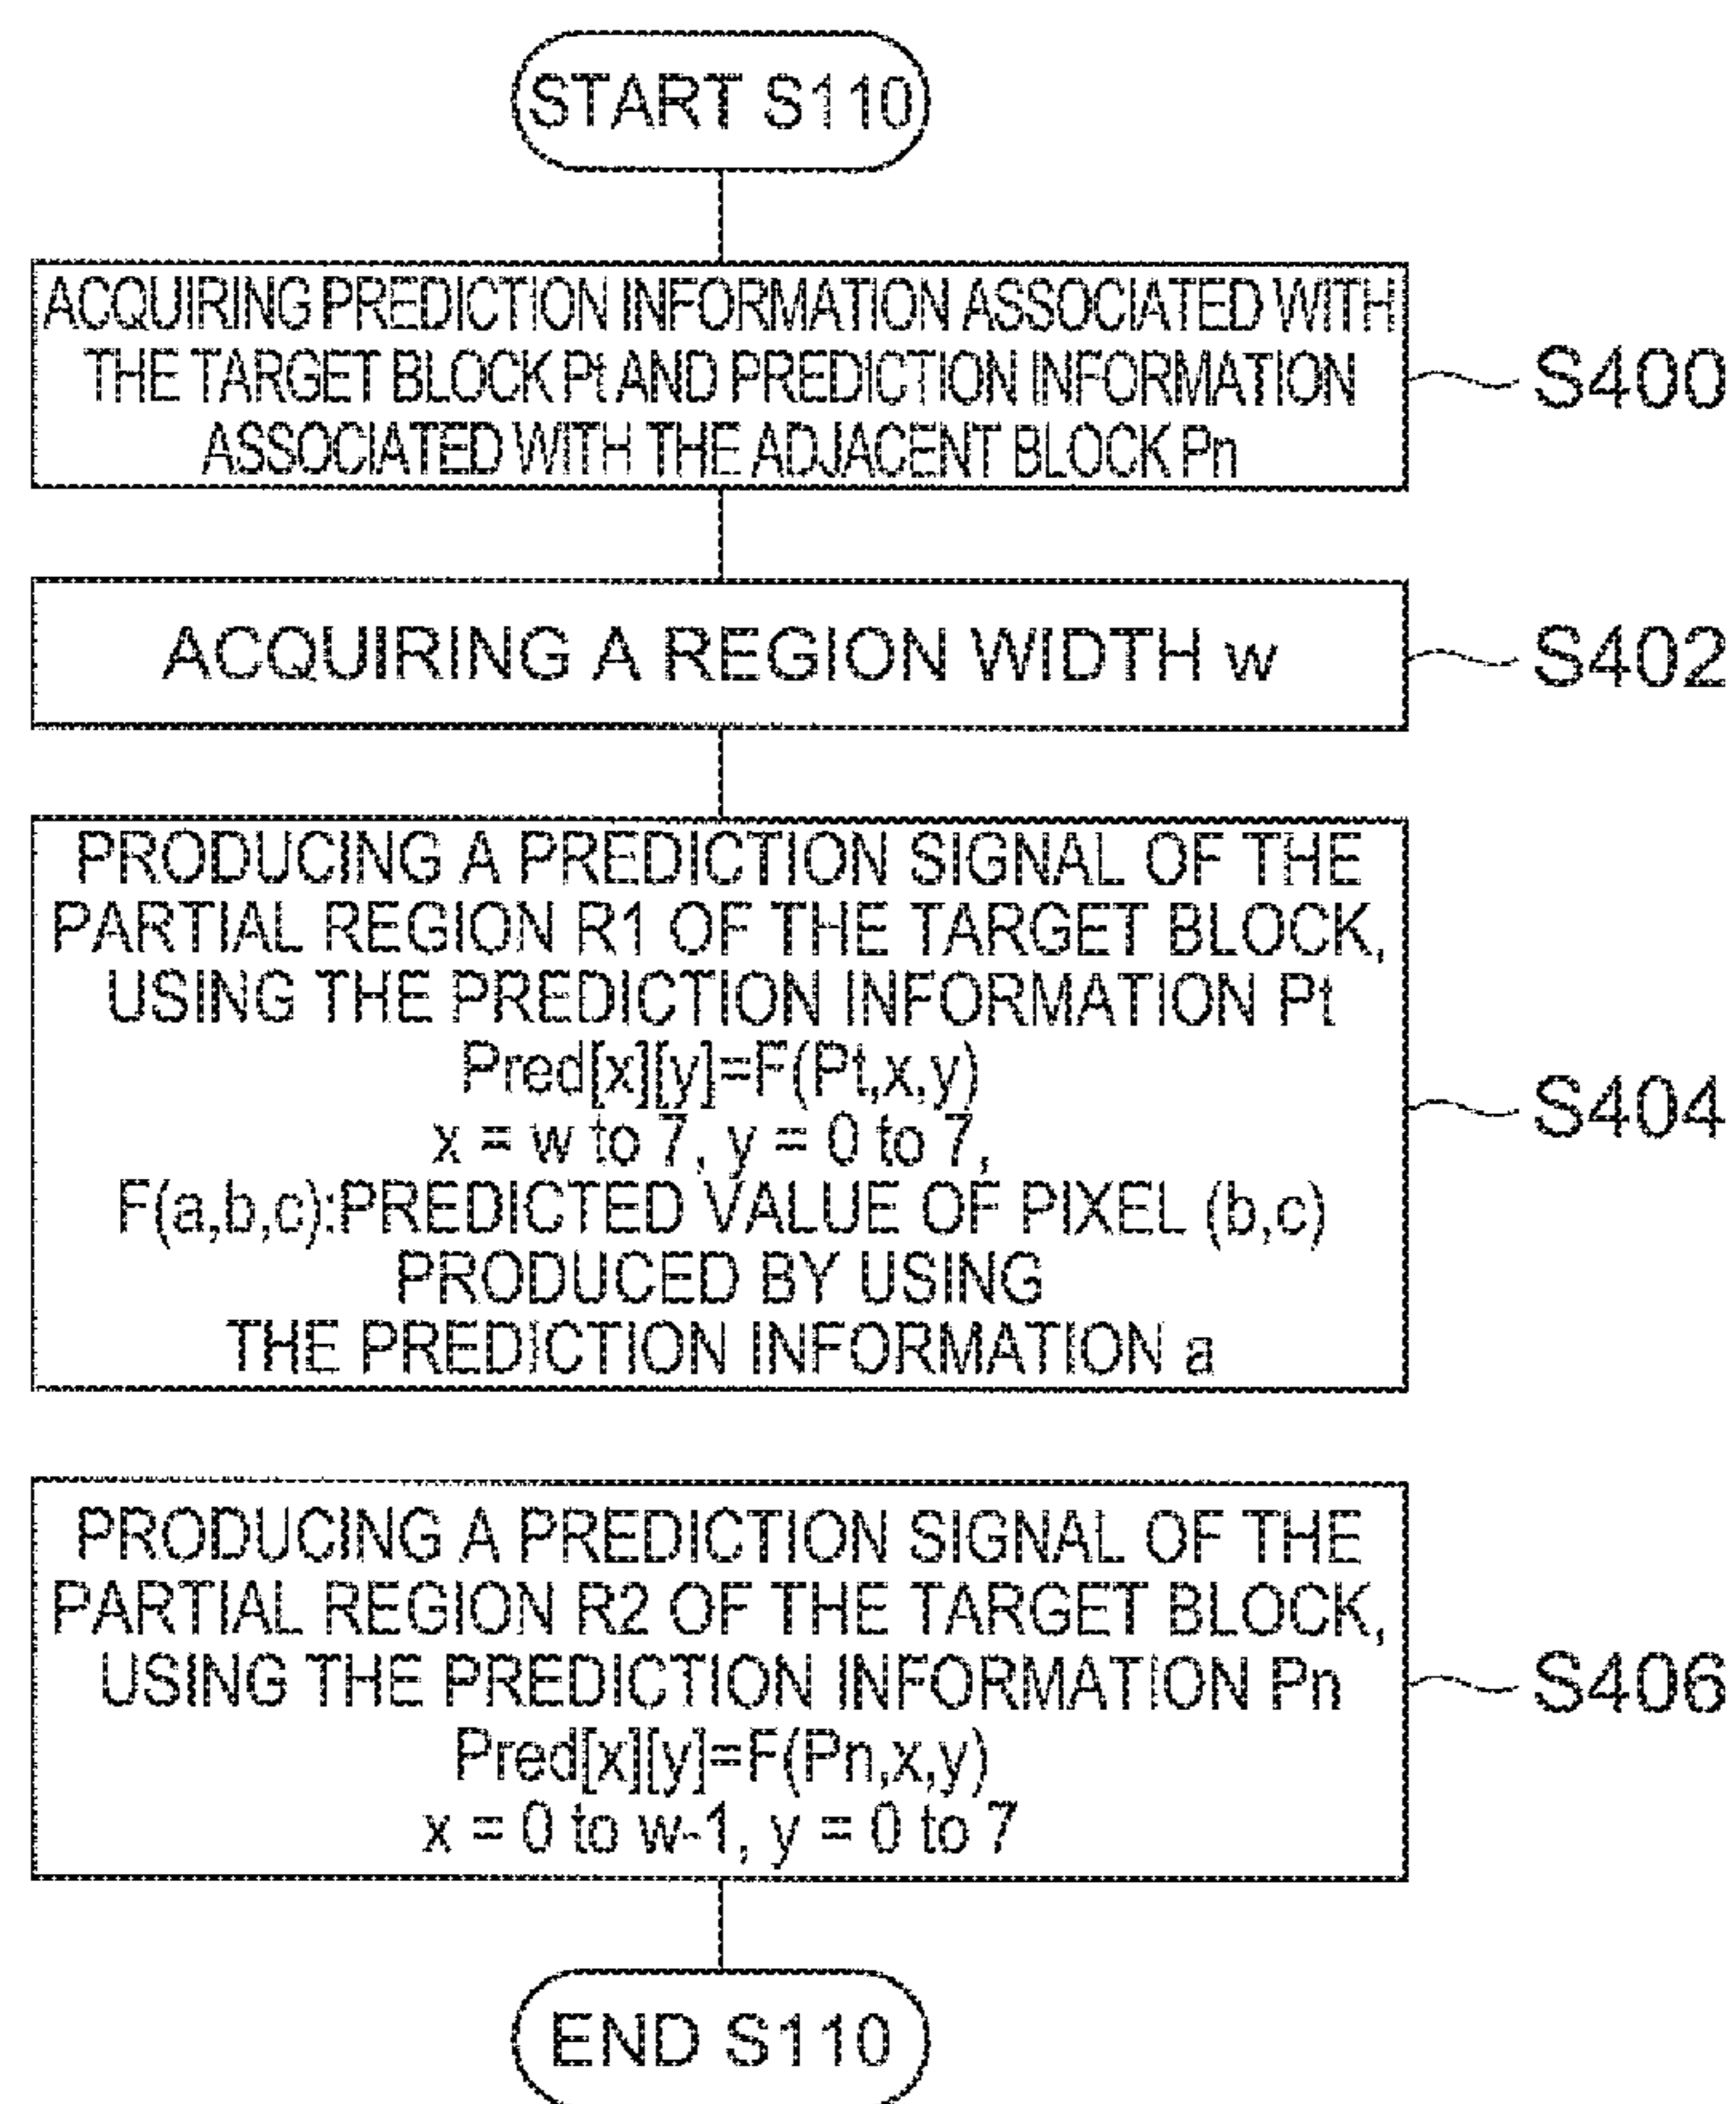 START S110
ACQUIRING PREDICTION INFORMATION ASSOCIATED WITH
THE TARGET BLOCK Pt AND PREDICTION INFORMATION
ASSOCIATED WITH THE ADJACENT BLOCK Pn
S400
ACQUIRING A REGION WIDTH w
S402
PRODUCING A PREDICTION SIGNAL OF THE
PARTIAL REGION R1 OF THE TARGET BLOCK,
USING THE PREDICTION INFORMATION Pt
Pred[x][y]=F(Pt,x,y)
x = w to 7, y = 0 to 7,
F(a,b,c):PREDICTED VALUE OF PIXEL (b,c)
PRODUCED BY USING
THE PREDICTION INFORMATION a
S404
PRODUCING A PREDICTION SIGNAL OF THE
PARTIAL REGION R2 OF THE TARGET BLOCK,
USING THE PREDICTION INFORMATION Pn
Pred[x][y]=F(Pn,x,y)
x = 0 to w-1, y = 0 to 7
S406
END S110